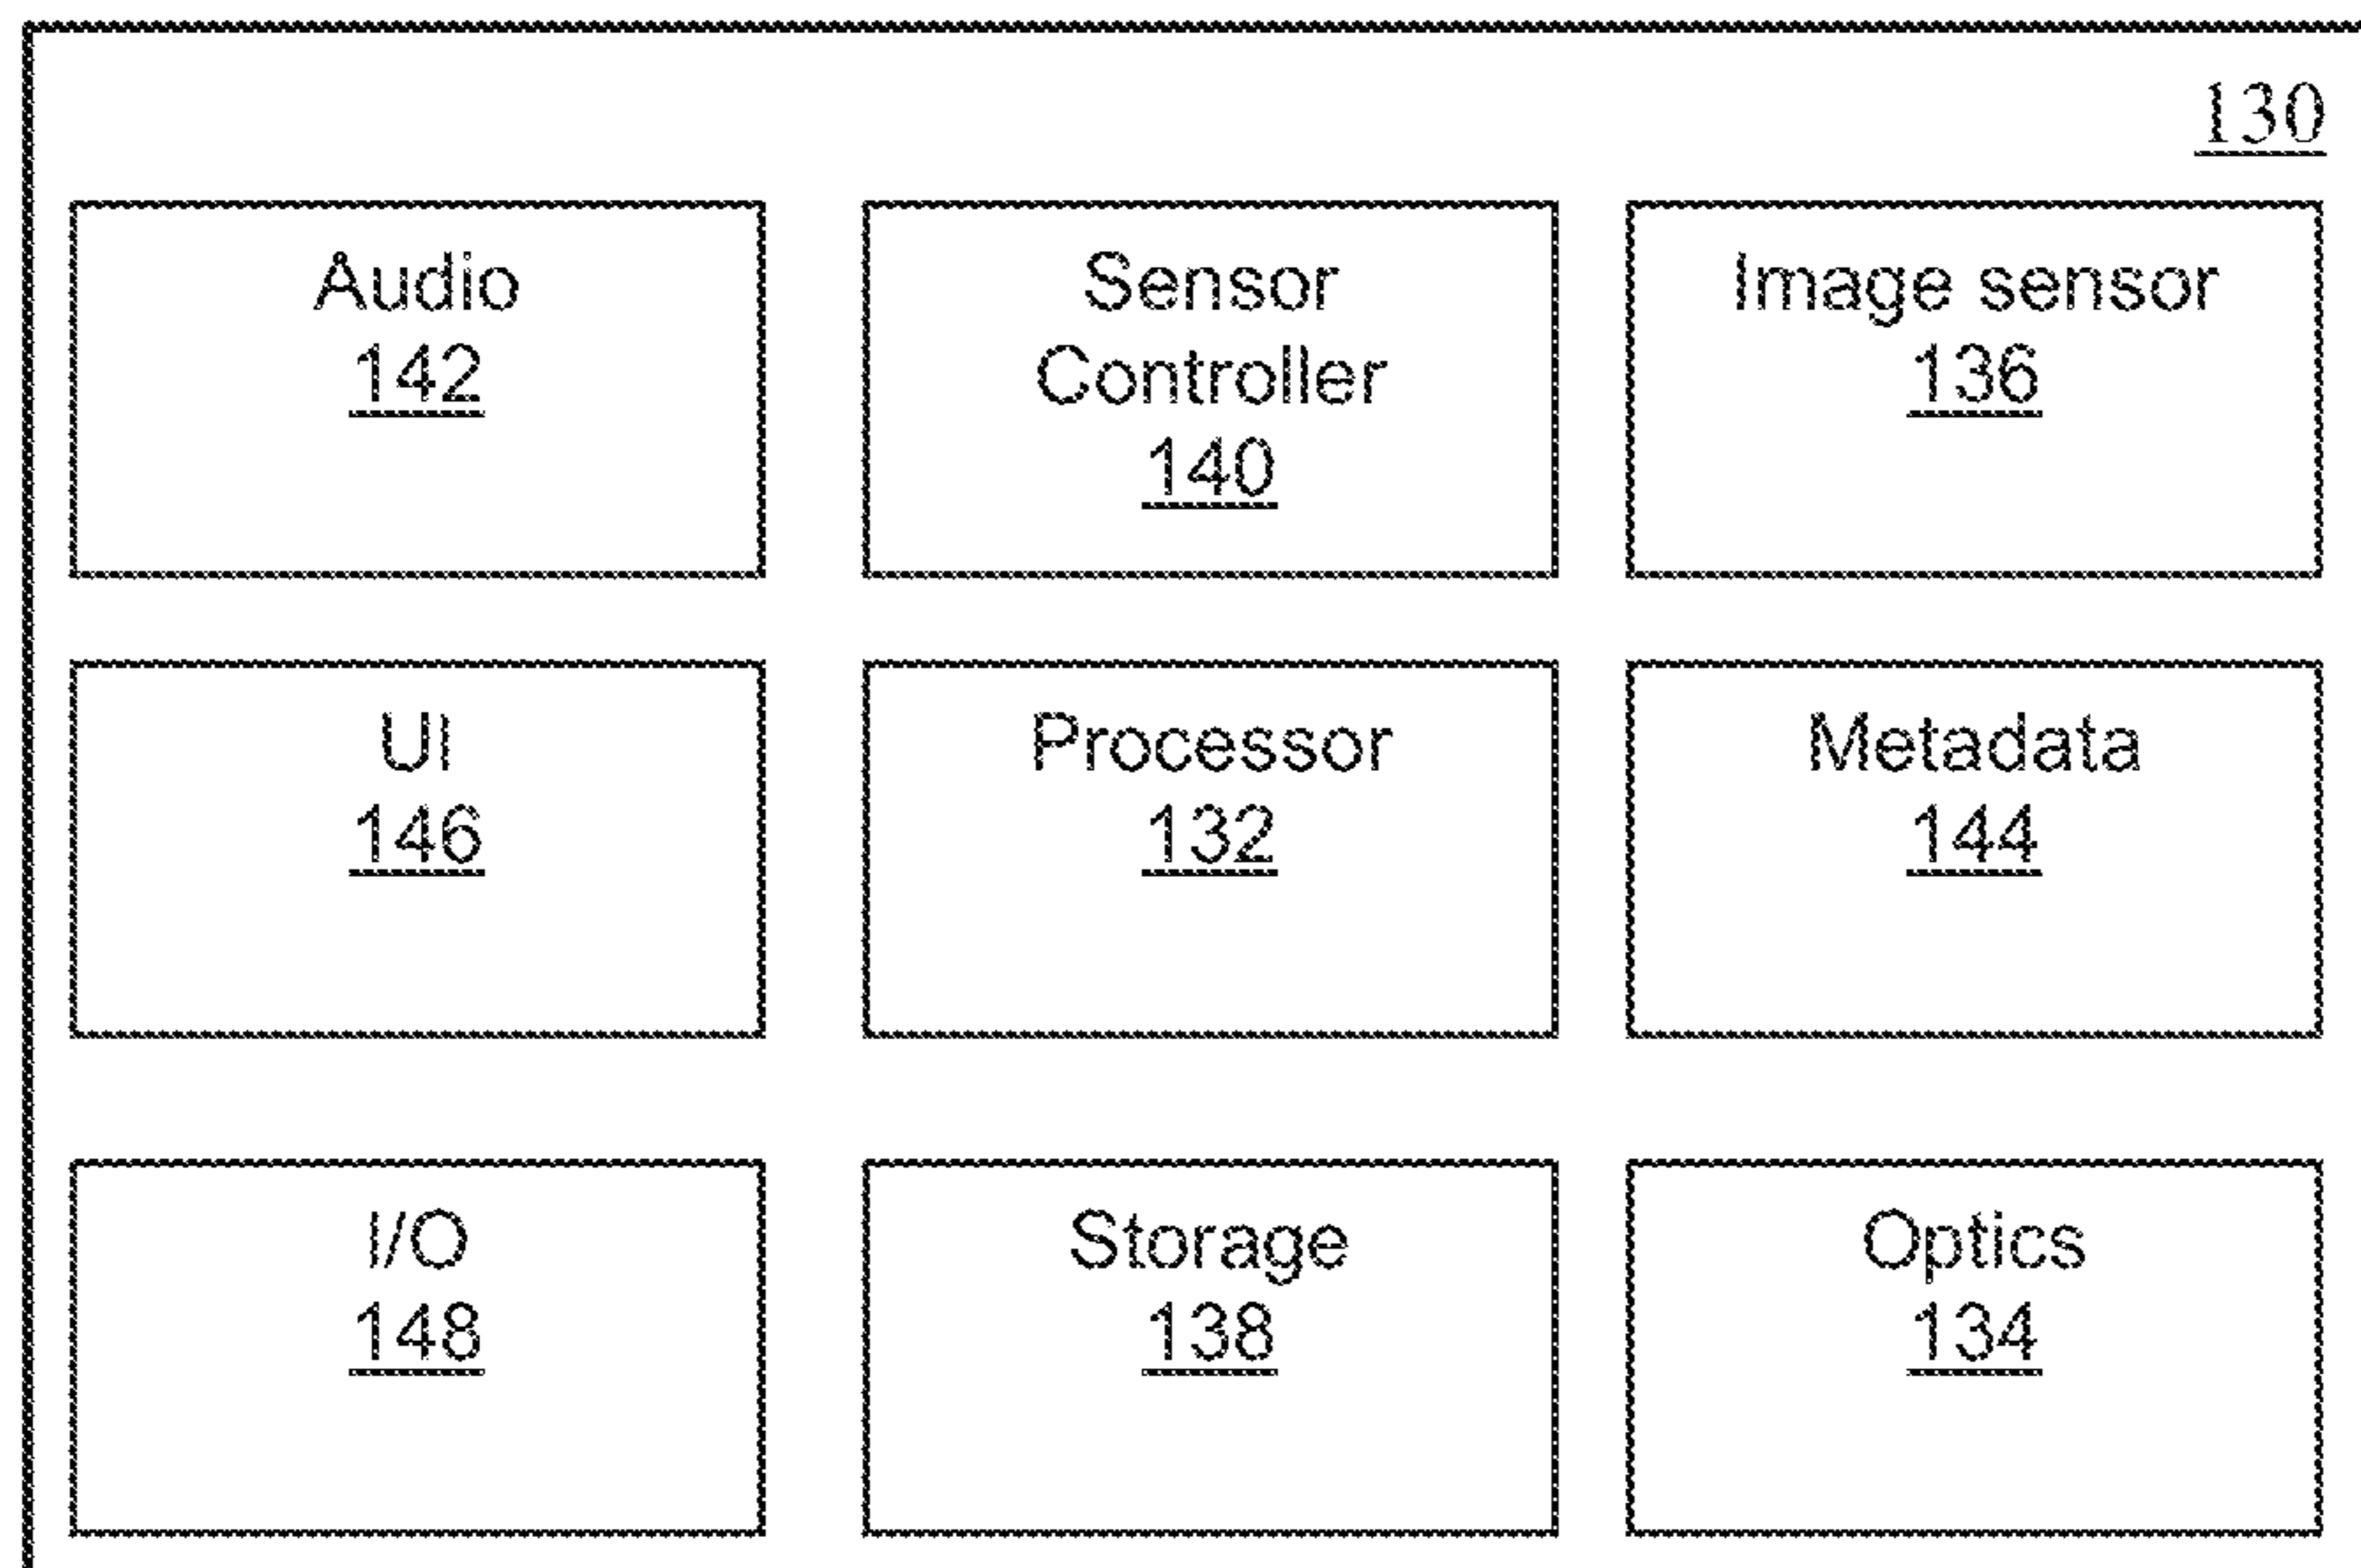 130
Audio
142
Sensor
Controller
140
Image sensor
136
UI
146
Processor
132
Metadata
144
I/O
148
Storage
138
Optics
134